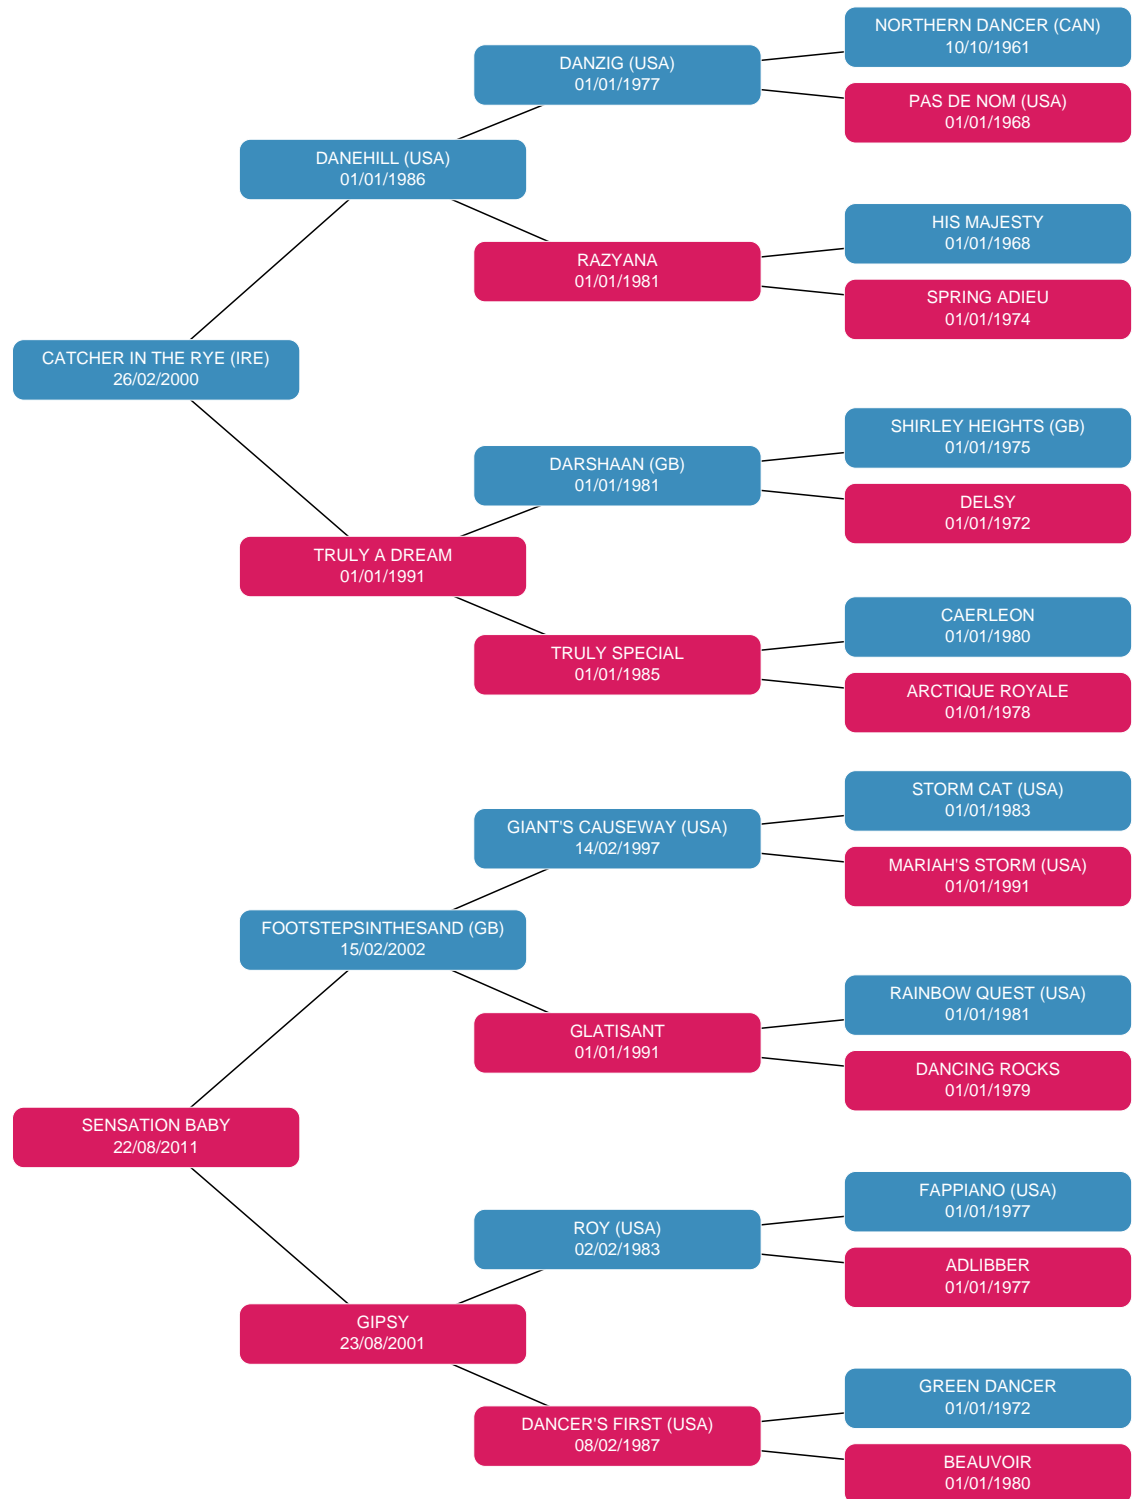 NORTHERN DANCER (CAN)
10/10/1961
DANZIG (USA)
01/01/1977
PAS DE NOM (USA)
01/01/1968
DANEHILL (USA)
01/01/1986
HIS MAJESTY
01/01/1968
RAZYANA
01/01/1981
SPRING ADIEU
01/01/1974
CATCHER IN THE RYE (IRE)
26/02/2000
SHIRLEY HEIGHTS (GB)
01/01/1975
DARSHAAN (GB)
01/01/1981
DELSY
01/01/1972
TRULY A DREAM
01/01/1991
CAERLEON
01/01/1980
TRULY SPECIAL
01/01/1985
ARCTIQUE ROYALE
01/01/1978
STORM CAT (USA)
01/01/1983
GIANT'S CAUSEWAY (USA)
14/02/1997
MARIAH'S STORM (USA)
01/01/1991
FOOTSTEPSINTHESAND (GB)
15/02/2002
RAINBOW QUEST (USA)
01/01/1981
GLATISANT
01/01/1991
DANCING ROCKS
01/01/1979
SENSATION BABY
22/08/2011
FAPPIANO (USA)
01/01/1977
ROY (USA)
02/02/1983
ADLIBBER
01/01/1977
GIPSY
23/08/2001
GREEN DANCER
01/01/1972
DANCER'S FIRST (USA)
08/02/1987
BEAUVOIR
01/01/1980